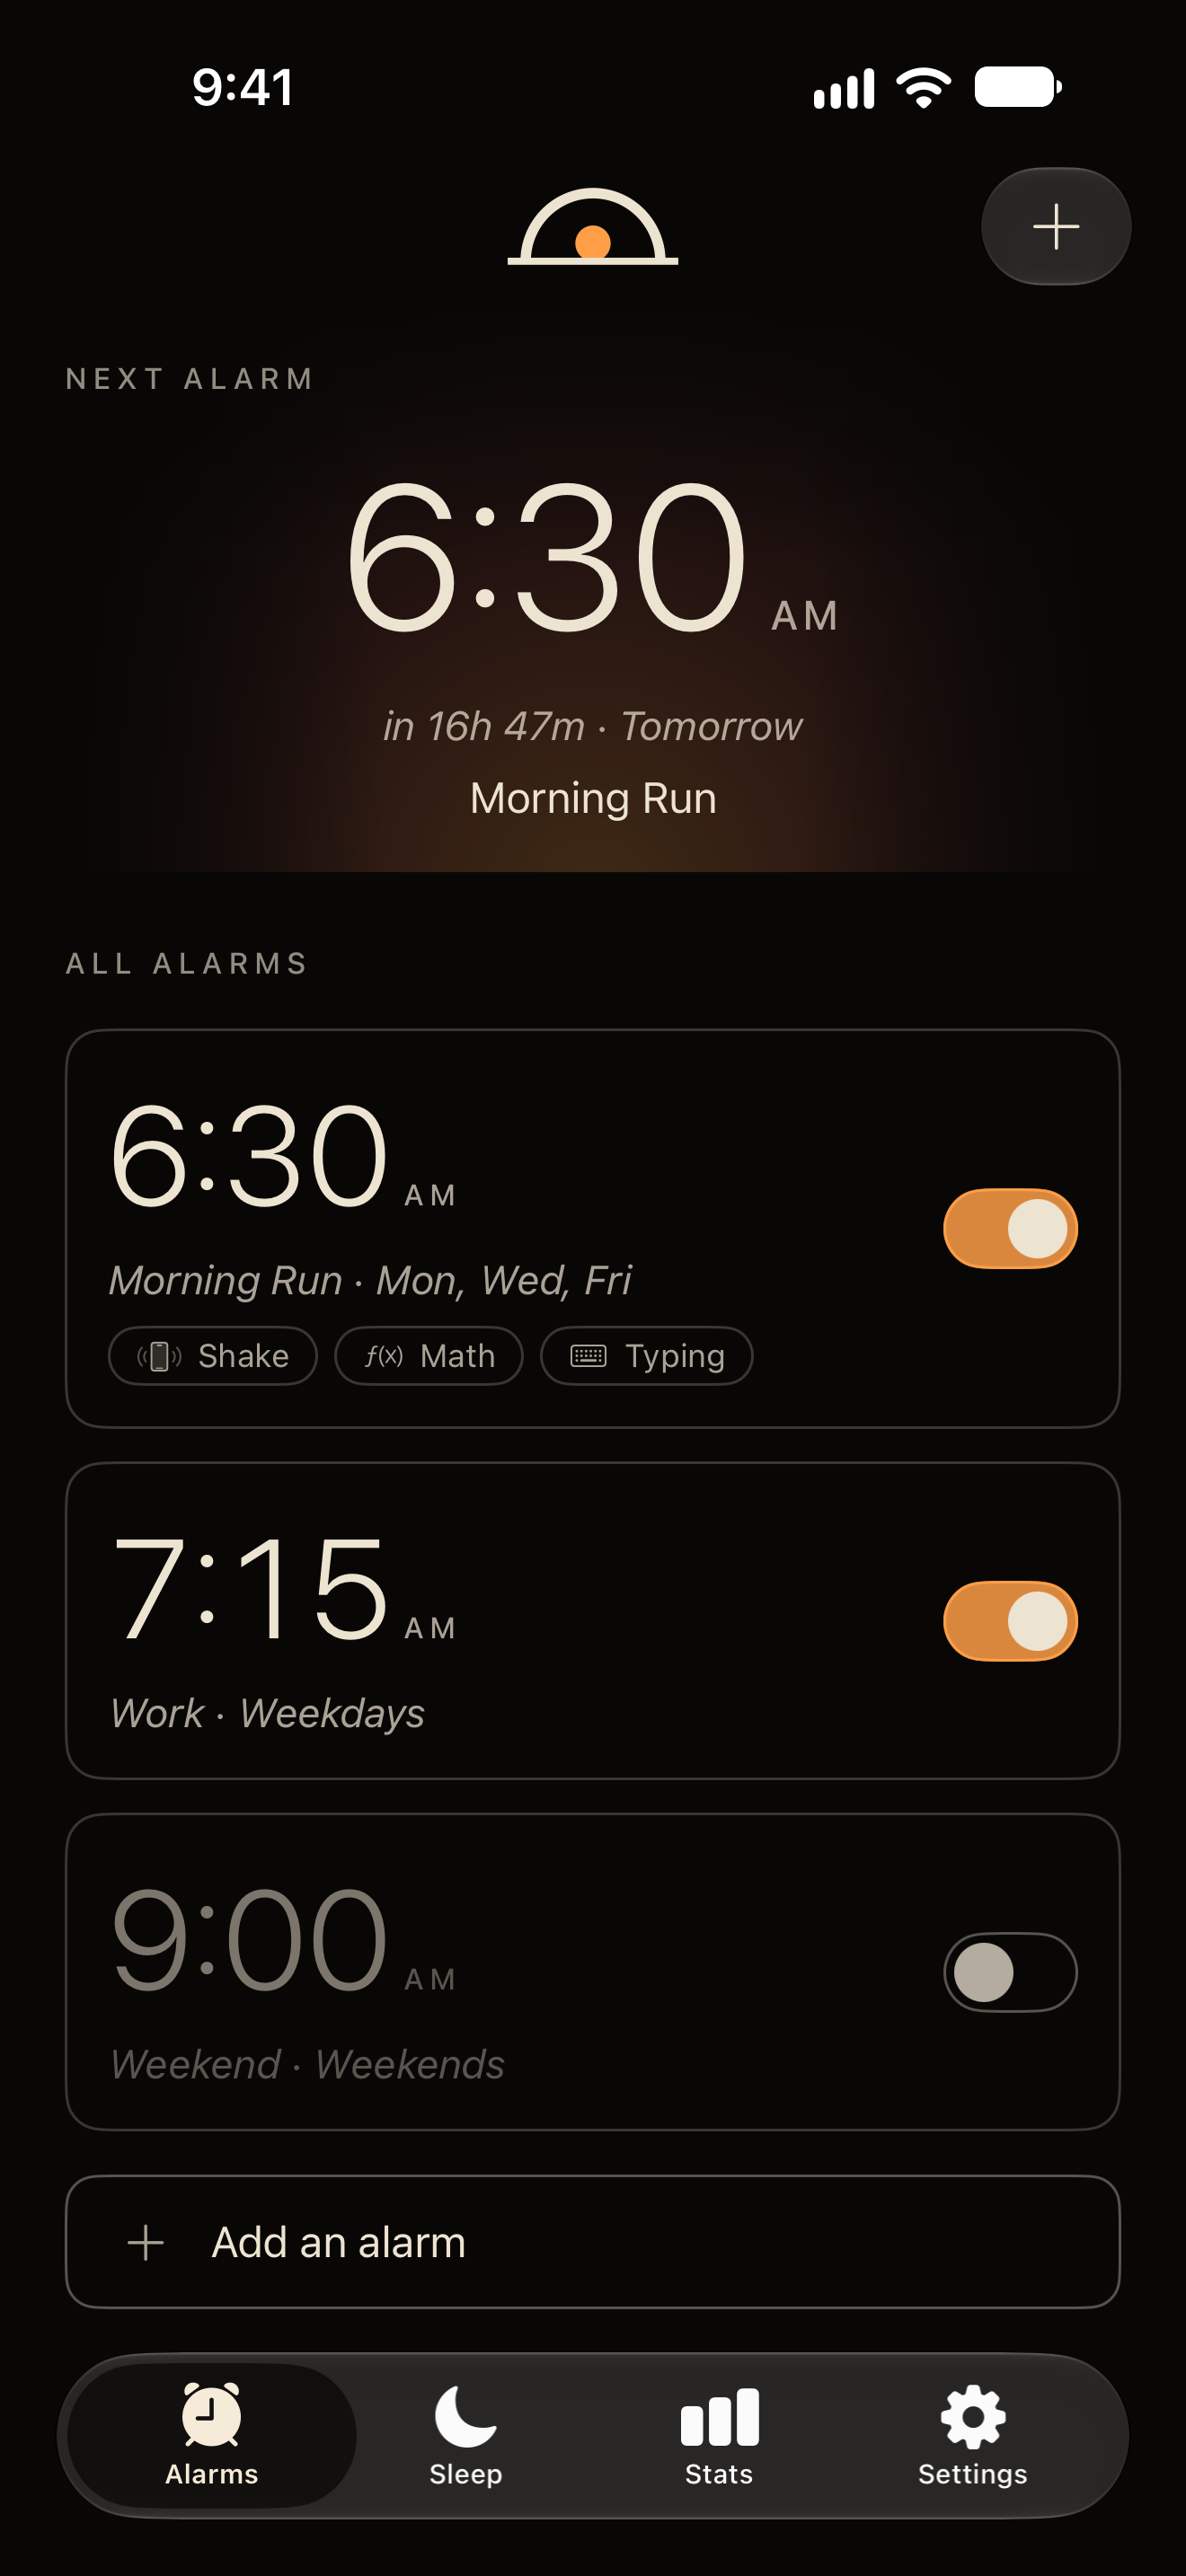 9:41
NEXT ALARM
6:30 AM
in 16h 47m · Tomorrow
Morning Run
ALL ALARMS
6:30 AM
Morning Run · Mon, Wed, Fri
Shake f(x) Math Typing
7:15 AM
Work · Weekdays
9:00 AM
Weekend · Weekends
Add an alarm
Alarms Sleep Stats Settings